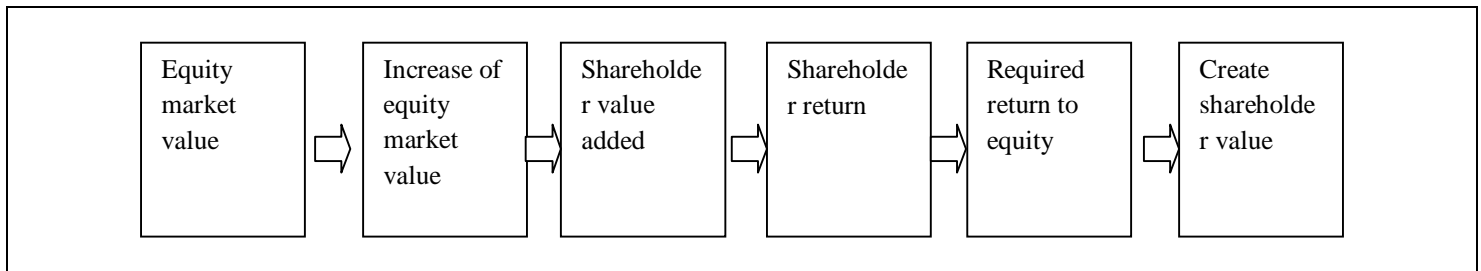 Equity
market
value
Increase of
equity
market
value
Shareholde
r value
added
Shareholde
r return
Required
return to
equity
Create
shareholde
r value